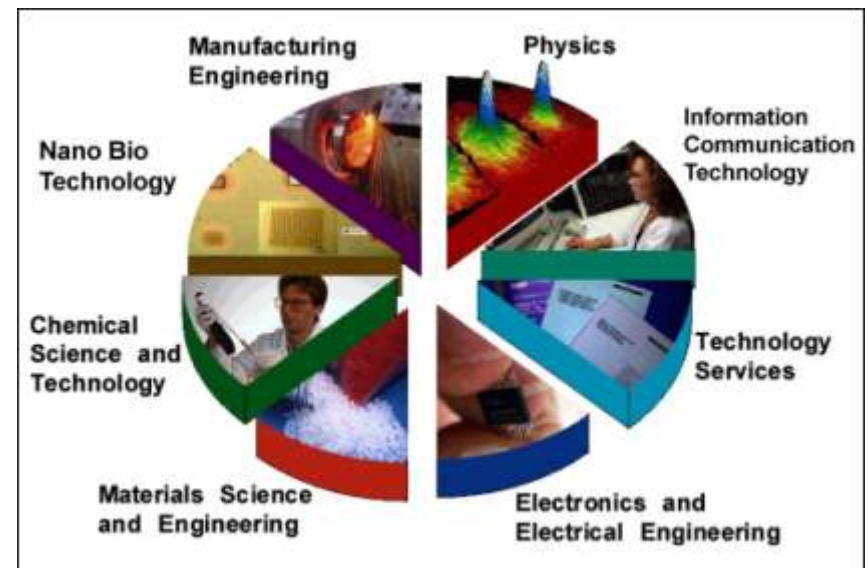 Manufacturing
Engineering
Physics
Information
Communication
Technology
Nano Bio
Technology
Chemical
Science and
Technology
Technology
Services
Materials Science
and Engineering
Electronics and
Electrical Engineering